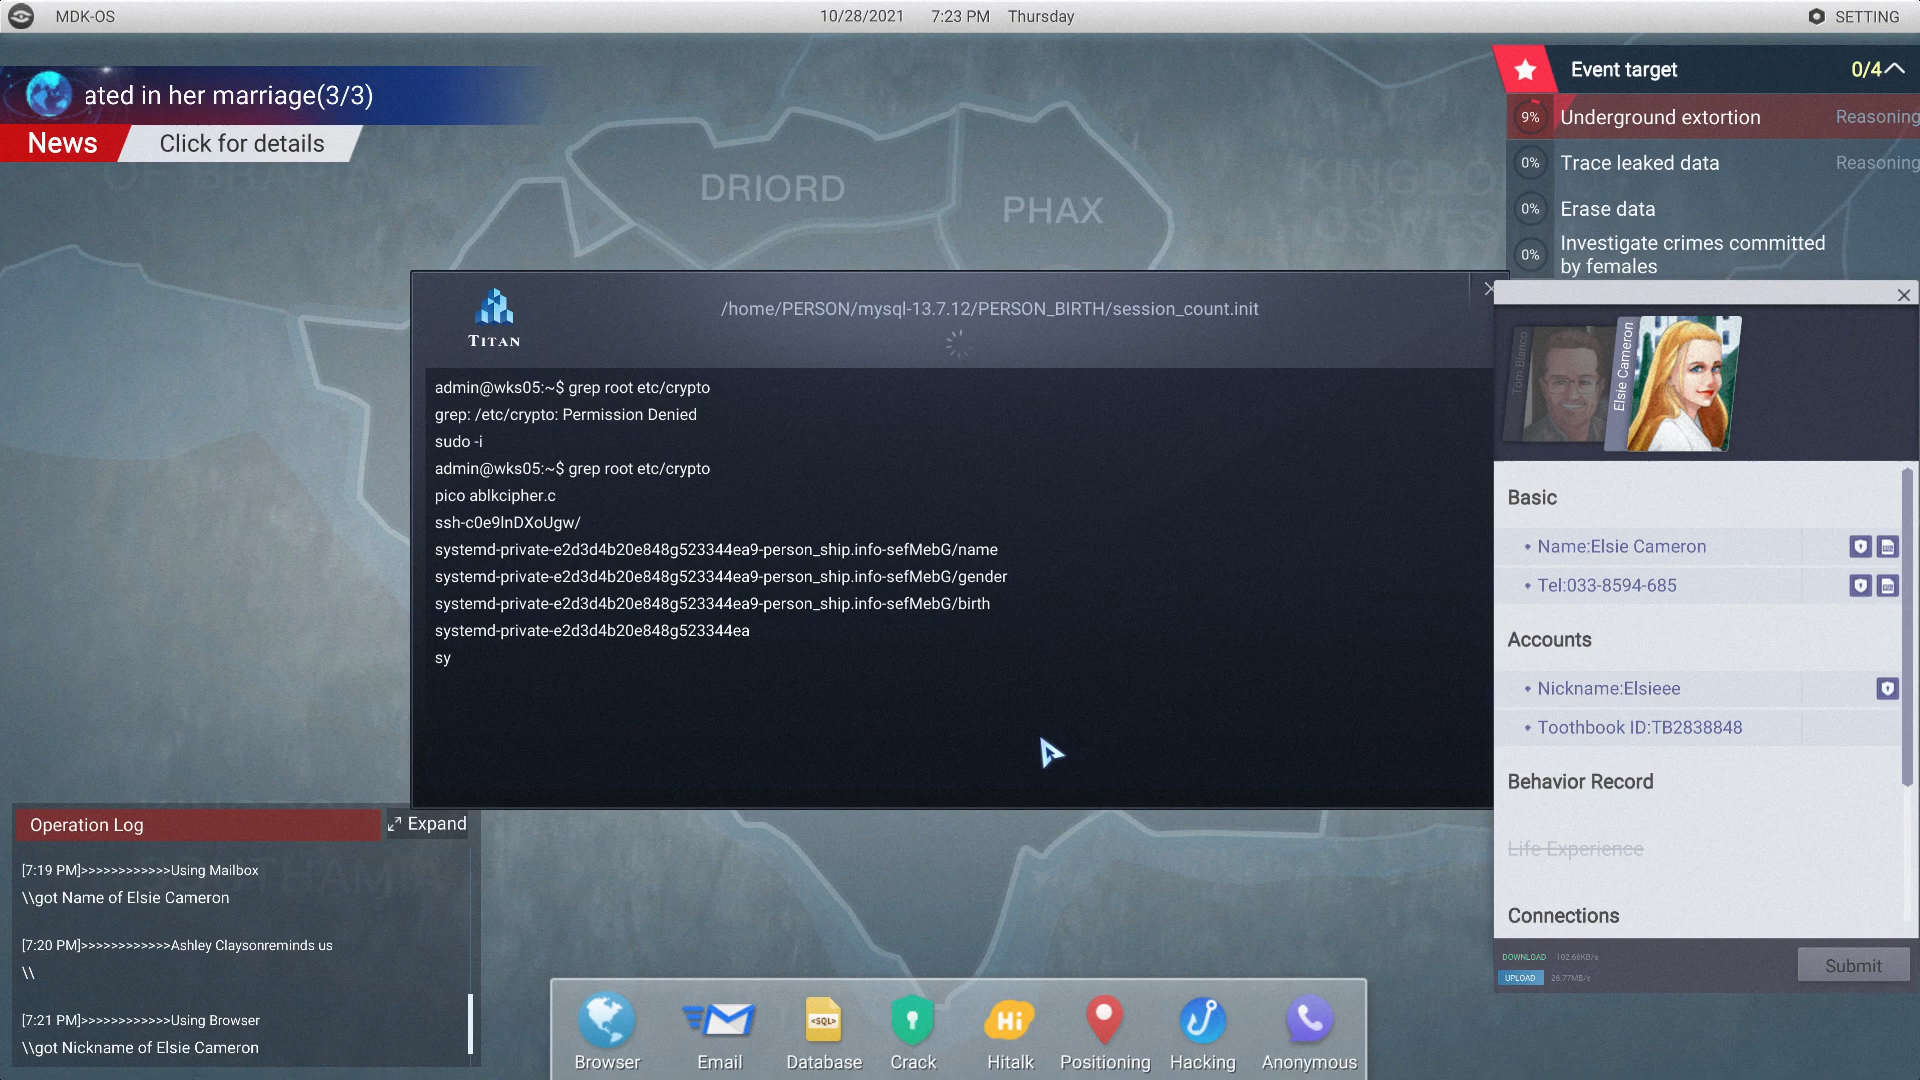 MDK-OS
10/28/2021 7:23 PM Thursday
SETTING
ated in her marriage(3/3)
News
Click for details
DRIORD
PHAX
KINGDO
Event target
0/4
9%
Underground extortion
Reasoning
0%
Trace leaked data
Reasoning
0%
Erase data
0%
Investigate crimes committed
by females
TITAN
/home/PERSON/mysql-13.7.12/PERSON_BIRTH/session_count.init
admin@wks05:~$ grep root etc/crypto
grep: /etc/crypto: Permission Denied
sudo -i
admin@wks05:~$ grep root etc/crypto
pico ablkcipher.c
ssh-c0e9lnDXoUgw/
systemd-private-e2d3d4b20e848g523344ea9-person_ship.info-sefMebG/name
systemd-private-e2d3d4b20e848g523344ea9-person_ship.info-sefMebG/gender
systemd-private-e2d3d4b20e848g523344ea9-person_ship.info-sefMebG/birth
systemd-private-e2d3d4b20e848g523344ea
sy
Tom Blanco
Elsie Cameron
Basic
• Name:Elsie Cameron
• Tel:033-8594-685
Accounts
• Nickname:Elsieee
• Toothbook ID:TB2838848
Behavior Record
Life Experience
Connections
DOWNLOAD 102.66KB/s
UPLOAD 26.77MB/s
Submit
Operation Log
Expand
[7:19 PM]>>>>>>>>>>>>Using Mailbox
\\got Name of Elsie Cameron
[7:20 PM]>>>>>>>>>>>>Ashley Claysonreminds us
\\
[7:21 PM]>>>>>>>>>>>>Using Browser
\\got Nickname of Elsie Cameron
<SQL>
Hi
Browser
Email
Database
Crack
Hitalk
Positioning
Hacking
Anonymous